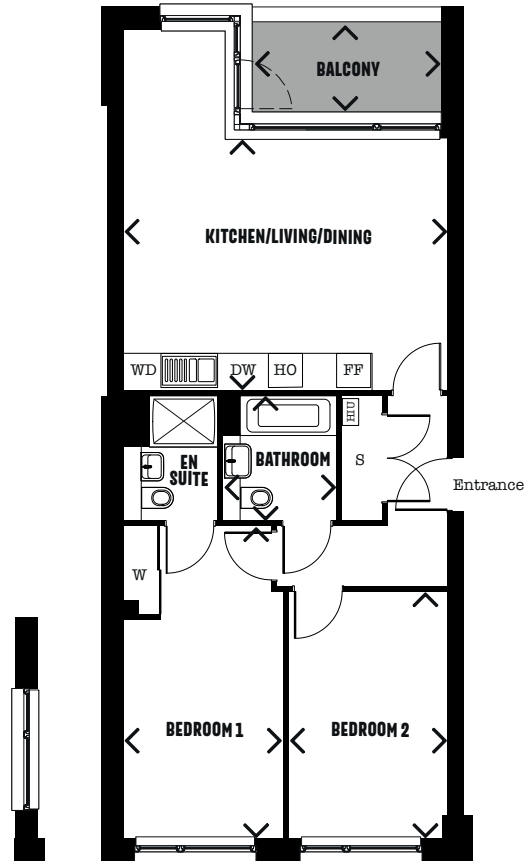 BALCONY
KITCHEN/LIVING/DINING
WD
DW
HO
FF
HIU
EN
SUITE
BATHROOM
S
Entrance
W
BEDROOM 1
BEDROOM 2